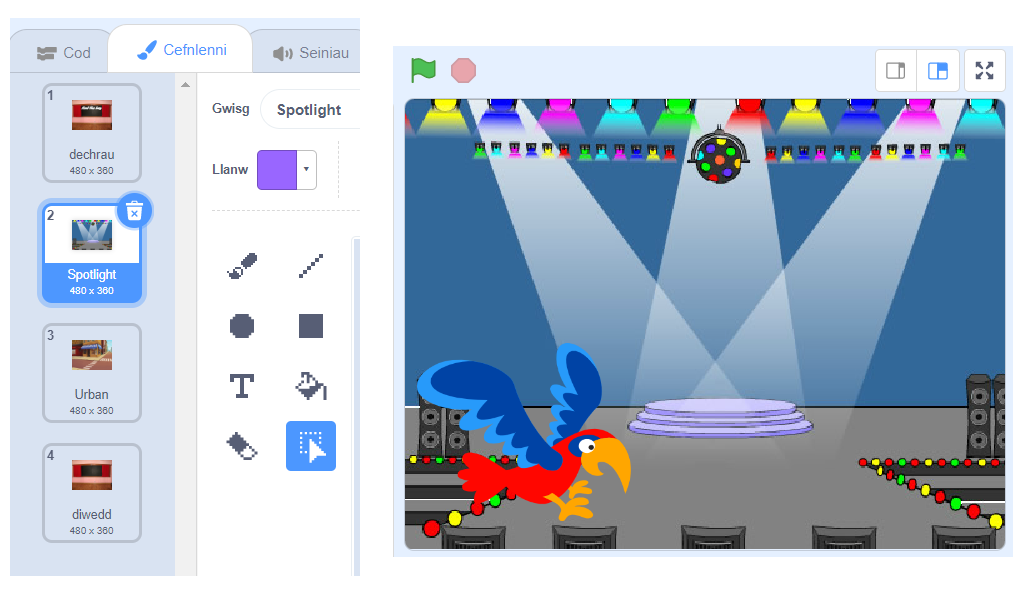 Cod
Cefnlenni
Seiniau
1
dechrau
480 x 360
2
Spotlight
480 x 360
3
Urban
480 x 360
4
diwedd
480 x 360
Gwisg
Spotlight
Llanw
T